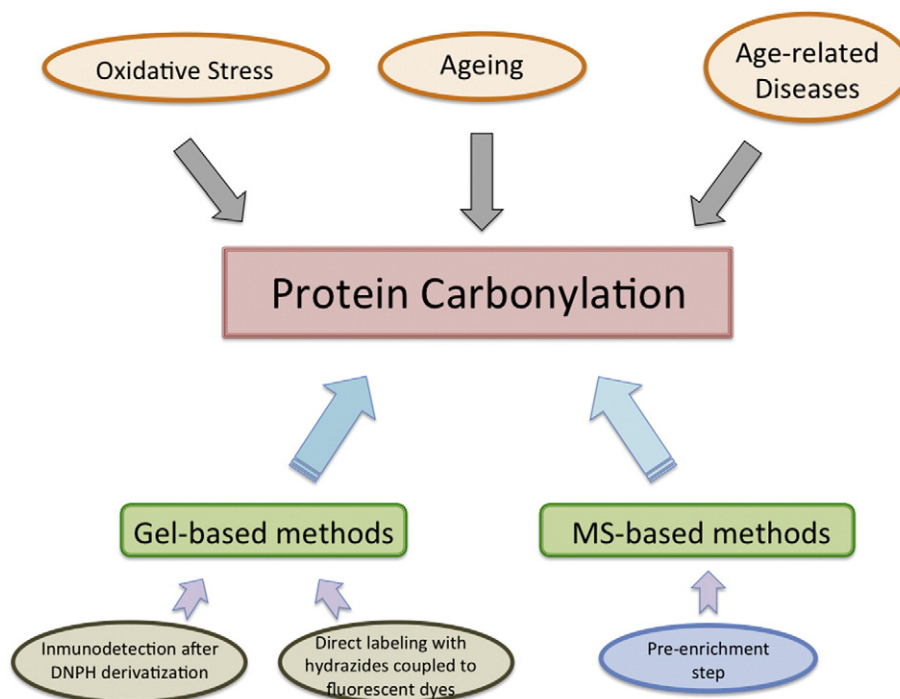 Oxidative Stress
Ageing
Age-related
Diseases
Protein Carbonylation
Gel-based methods
MS-based methods
Inmunodetection after
DNPH derivatization
Direct labeling with
hydrazides coupled to
fluorescent dyes
Pre-enrichment
step